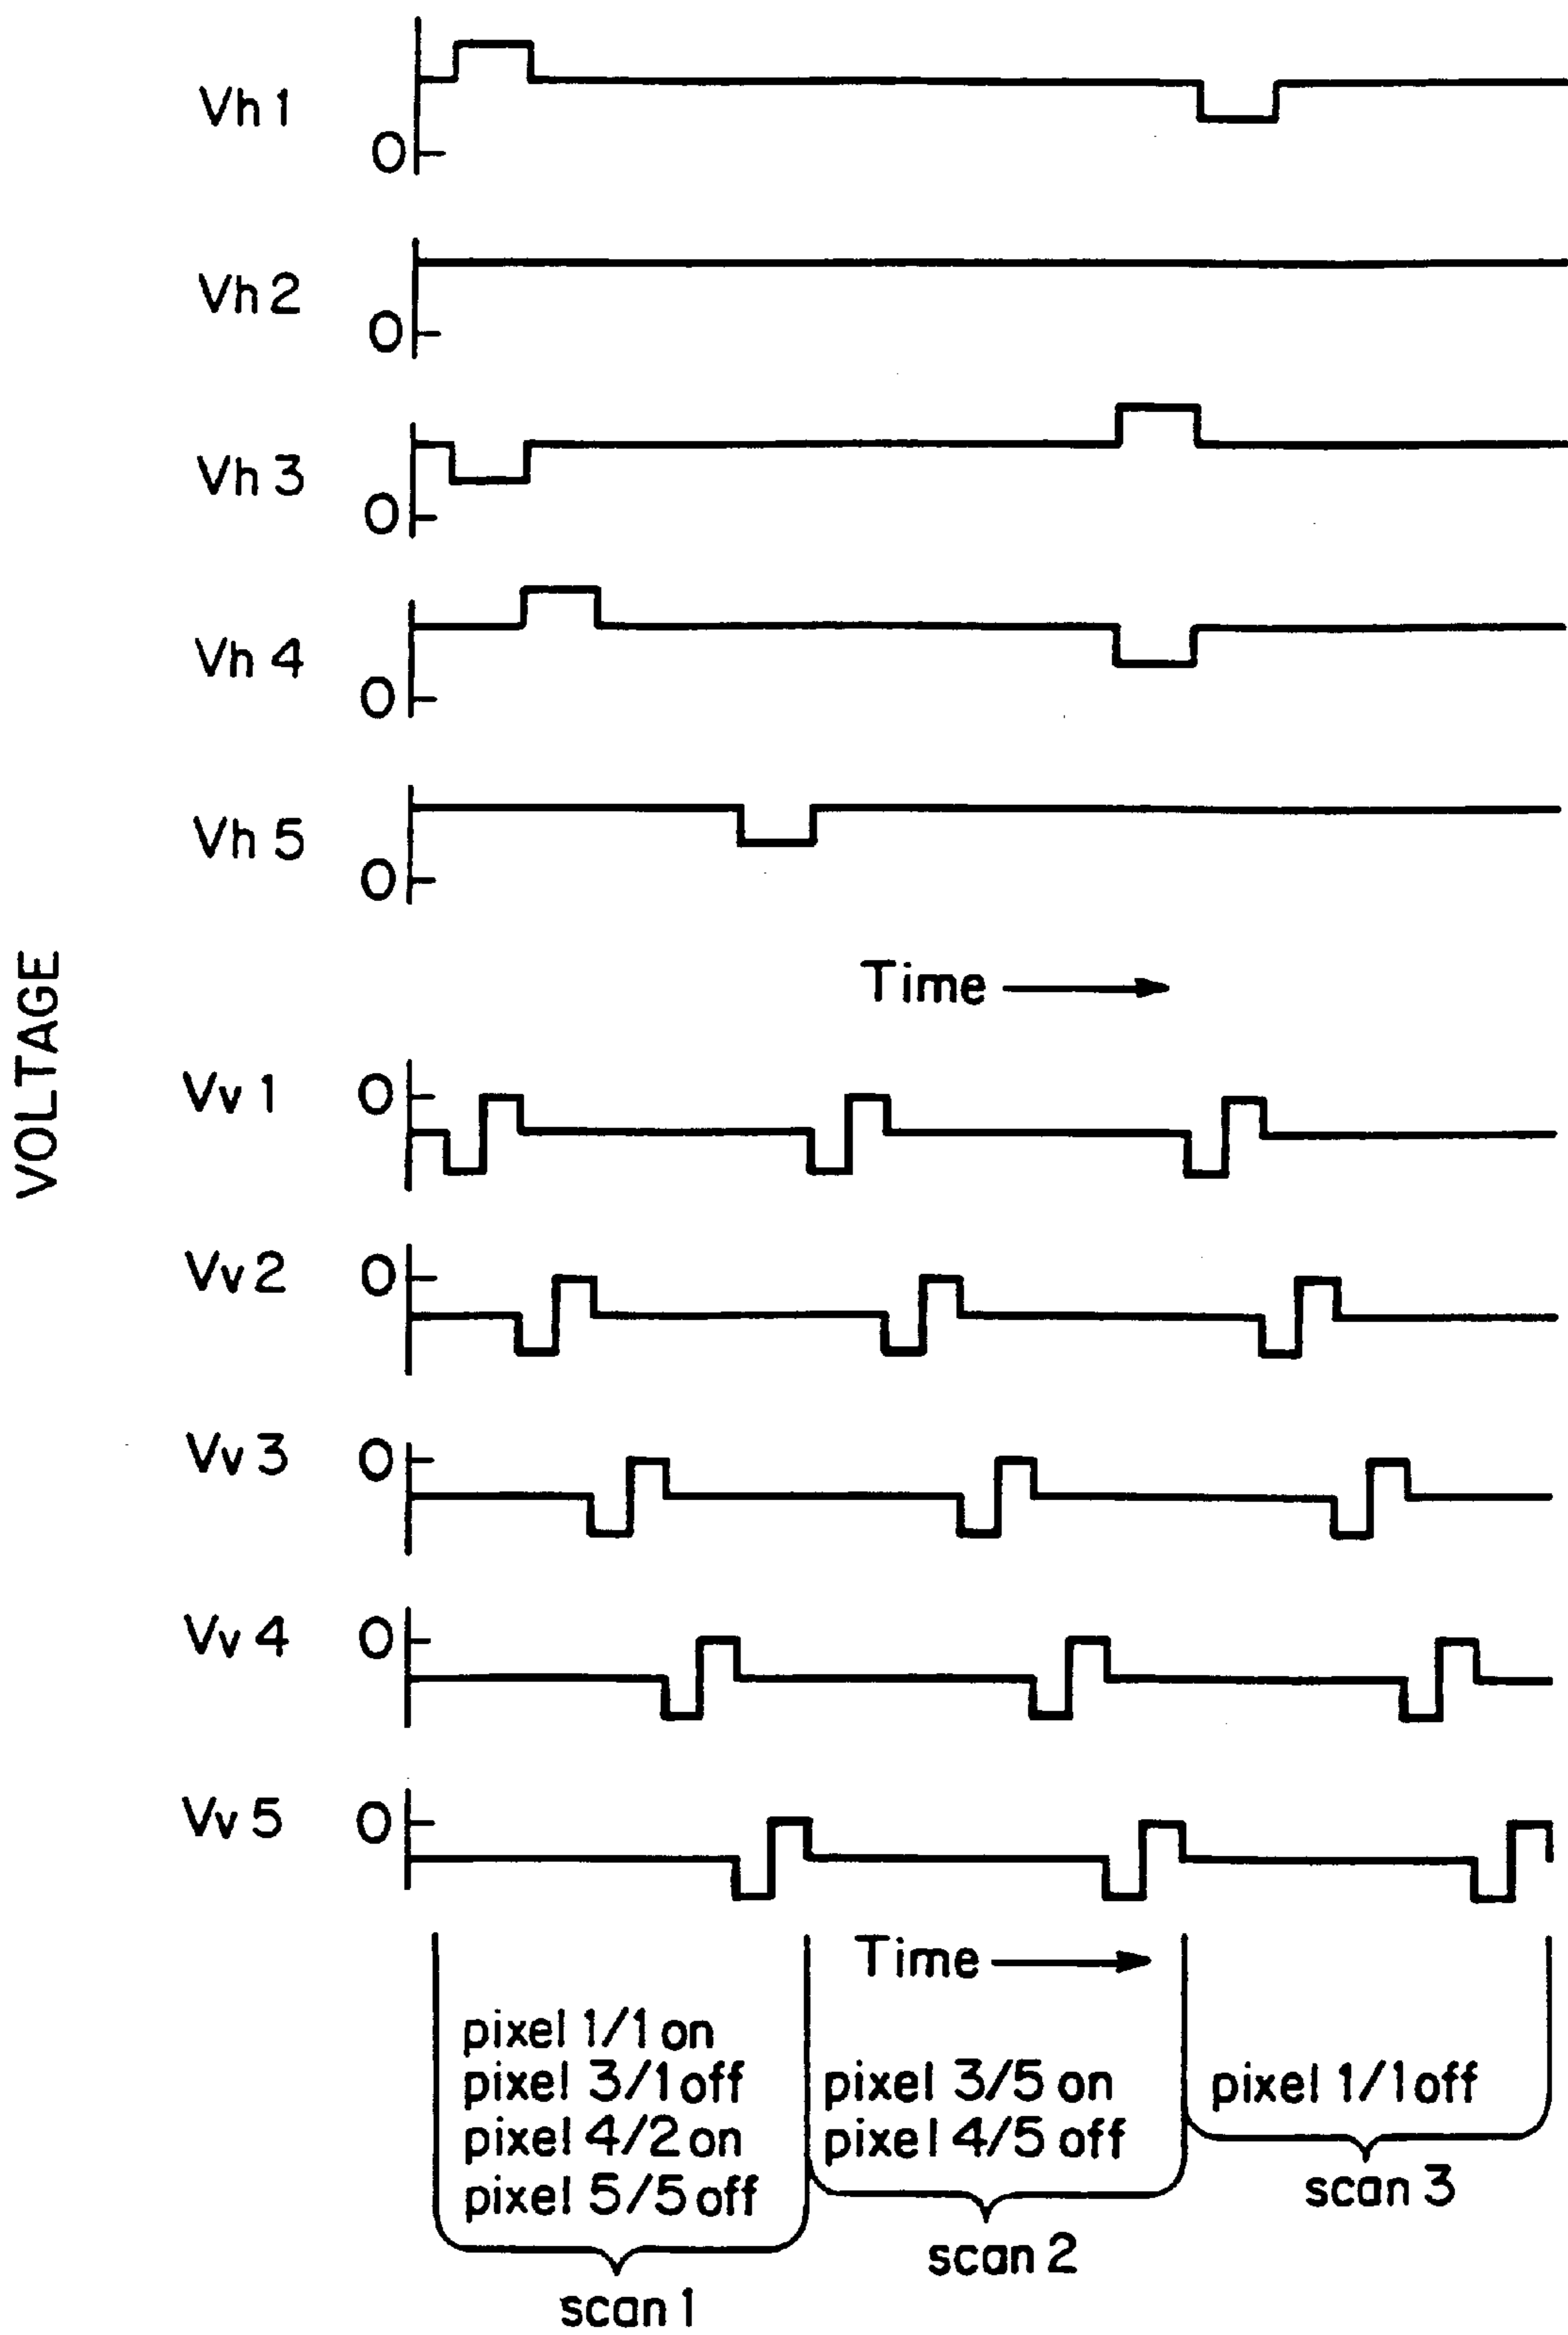 Vh 1
0
Vh 2
0
Vh 3
0
Vh 4
0
Vh 5
0
VOLTAGE
Time
Vv 1
0
Vv 2
0
Vv 3
0
Vv 4
0
Vv 5
0
Time
pixel 1/1 on
pixel 3/1 off
pixel 4/2 on
pixel 5/5 off
scan 1
pixel 3/5 on
pixel 4/5 off
scan 2
pixel 1/1 off
scan 3